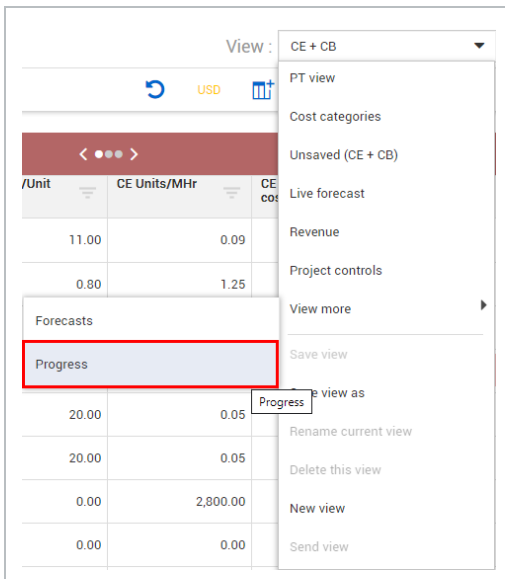 View : CE + CB
PT view
USD
Cost categories
Unsaved (CE + CB)
/Unit CE Units/MHr CE
cos
Live forecast
Revenue
11.00 0.09
Project controls
0.80 1.25
View more
Forecasts
Progress
Save view
Progress
view as
20.00 0.05
Rename current view
20.00 0.05
Delete this view
0.00 2,800.00
New view
0.00 0.00
Send view